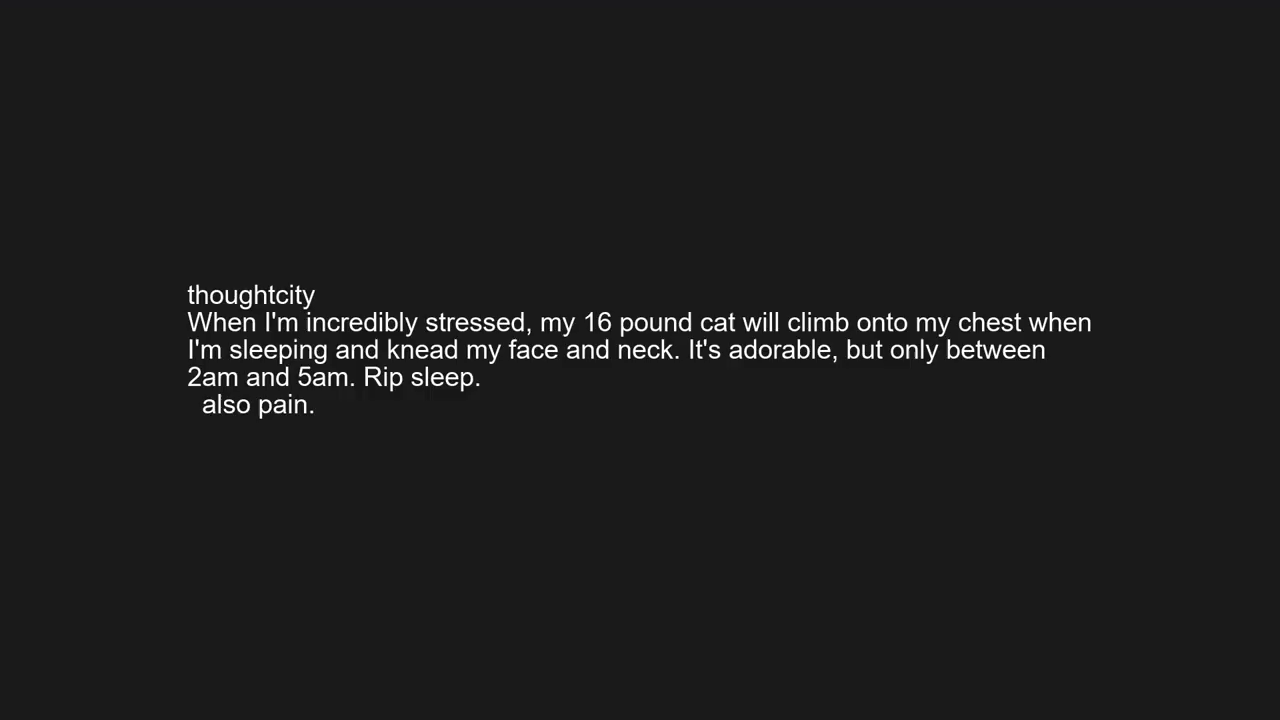 thoughtcity
When I'm incredibly stressed, my 16 pound cat will climb onto my chest when
I'm sleeping and knead my face and neck. It's adorable, but only between
2am and 5am. Rip sleep.
also pain.